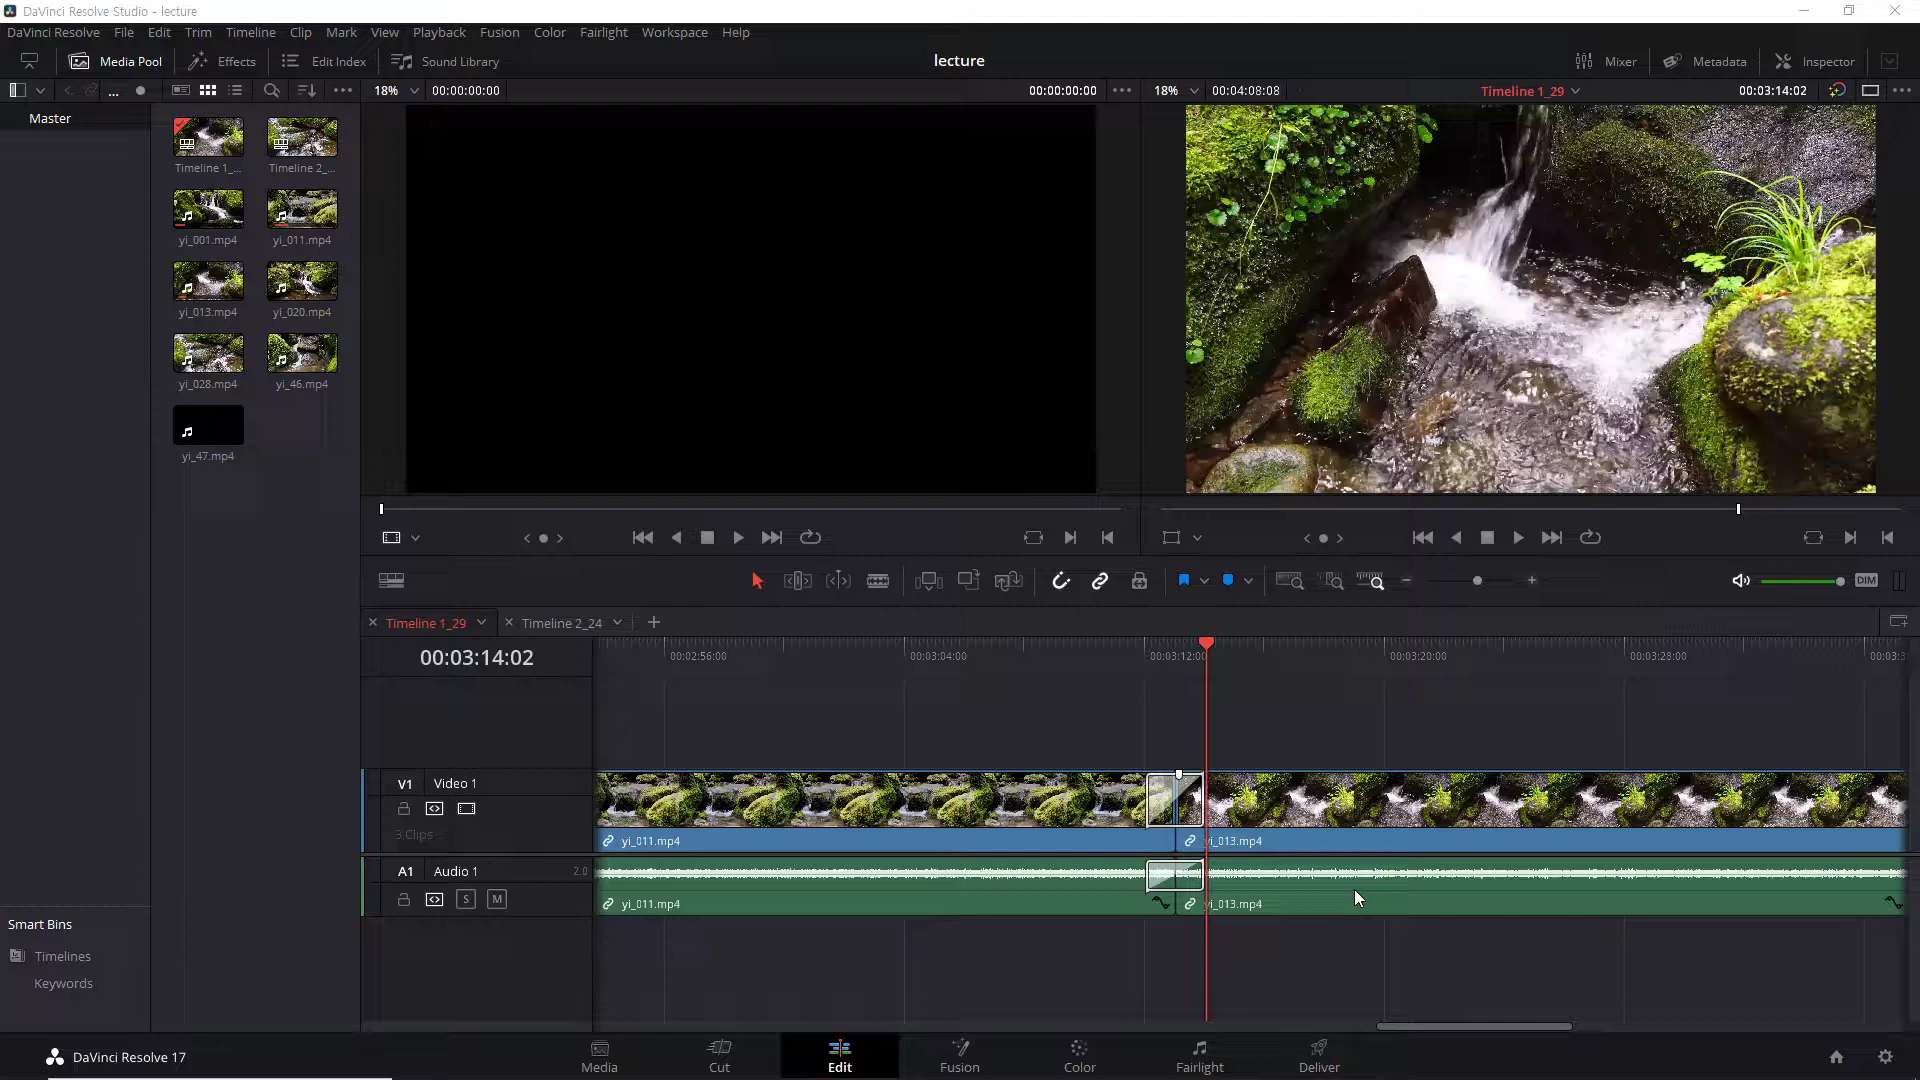 DaVinci Resolve Studio - lecture
DaVinci Resolve File Edit Trim Timeline Clip Mark View Playback Fusion Color Fairlight Workspace Help
Media Pool Effects Edit Index Sound Library lecture Mixer Metadata Inspector
... 18% 00:00:00:00 00:00:00:00 18% 00:04:08:08 Timeline 1_29 00:03:14:02
Master
Timeline 1_... Timeline 2_...
yi_001.mp4 yi_011.mp4
yi_013.mp4 yi_020.mp4
yi_028.mp4 yi_46.mp4
yi_47.mp4
DIM
Timeline 1_29 Timeline 2_24
00:03:14:02 00:02:56:00 00:03:04:00 00:03:12:00 00:03:20:00 00:03:28:00
V1 Video 1
3 Clips
yi_011.mp4 yi_013.mp4
A1 Audio 1 2.0
S M
yi_011.mp4 yi_013.mp4
Smart Bins
Timelines
Keywords
DaVinci Resolve 17
Media Cut Edit Fusion Color Fairlight Deliver